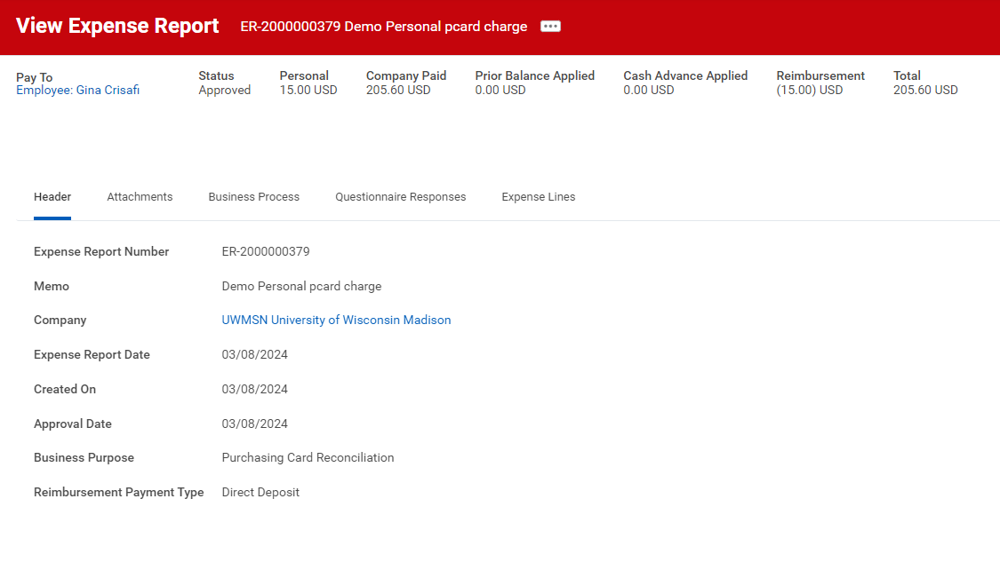 View Expense Report ER-2000000379 Demo Personal pcard charge
Pay To Status Personal Company Paid Prior Balance Applied Cash Advance Applied Reimbursement Total
Employee: Gina Crisafi Approved 15.00 USD 205.60 USD 0.00 USD 0.00 USD (15.00) USD 205.60 USD
Header Attachments Business Process Questionnaire Responses Expense Lines
Expense Report Number ER-2000000379
Memo Demo Personal pcard charge
Company UWMSN University of Wisconsin Madison
Expense Report Date 03/08/2024
Created On 03/08/2024
Approval Date 03/08/2024
Business Purpose Purchasing Card Reconciliation
Reimbursement Payment Type Direct Deposit